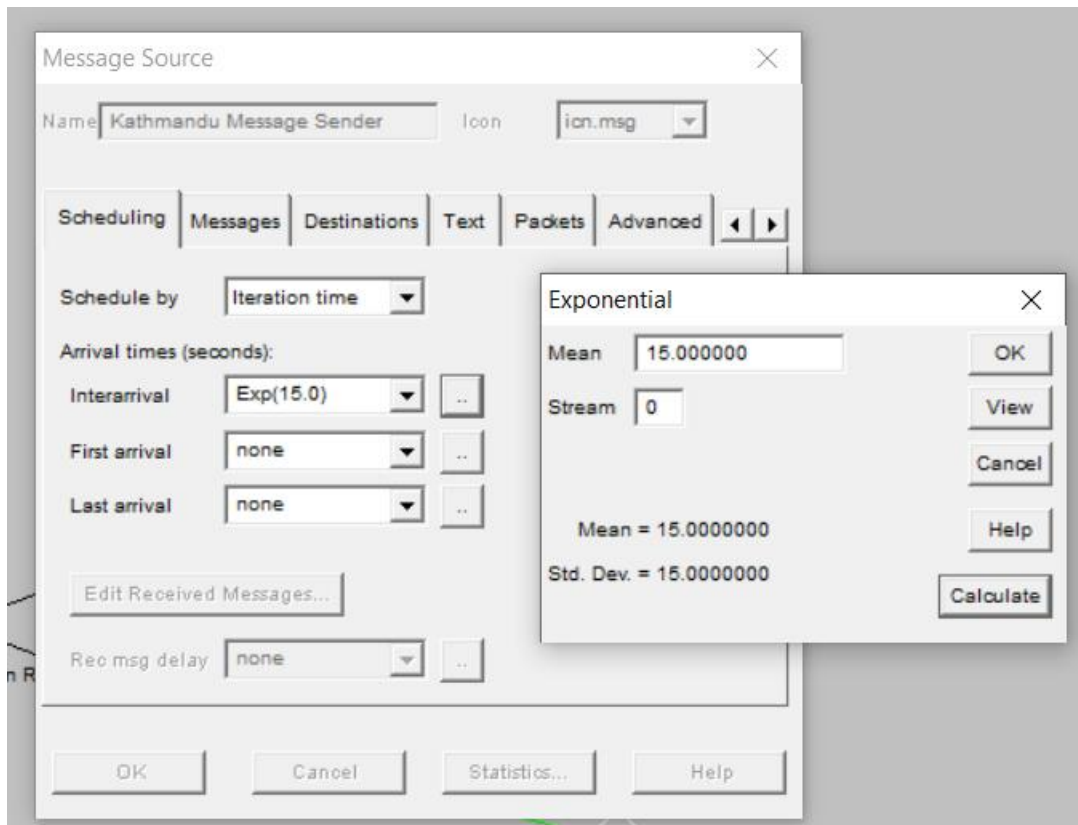 Message Source
Name Kathmandu Message Sender Icon icn.msg
Scheduling Messages Destinations Text Packets Advanced
Schedule by Iteration time
Arrival times (seconds):
Interarrival Exp(15.0) ..
First arrival none ..
Last arrival none ..
Edit Received Messages...
Rec msg delay none ..
OK Cancel Statistics... Help
Exponential
Mean 15.000000 OK
Stream 0 View
Cancel
Mean = 15.0000000 Help
Std. Dev. = 15.0000000
Calculate
n R